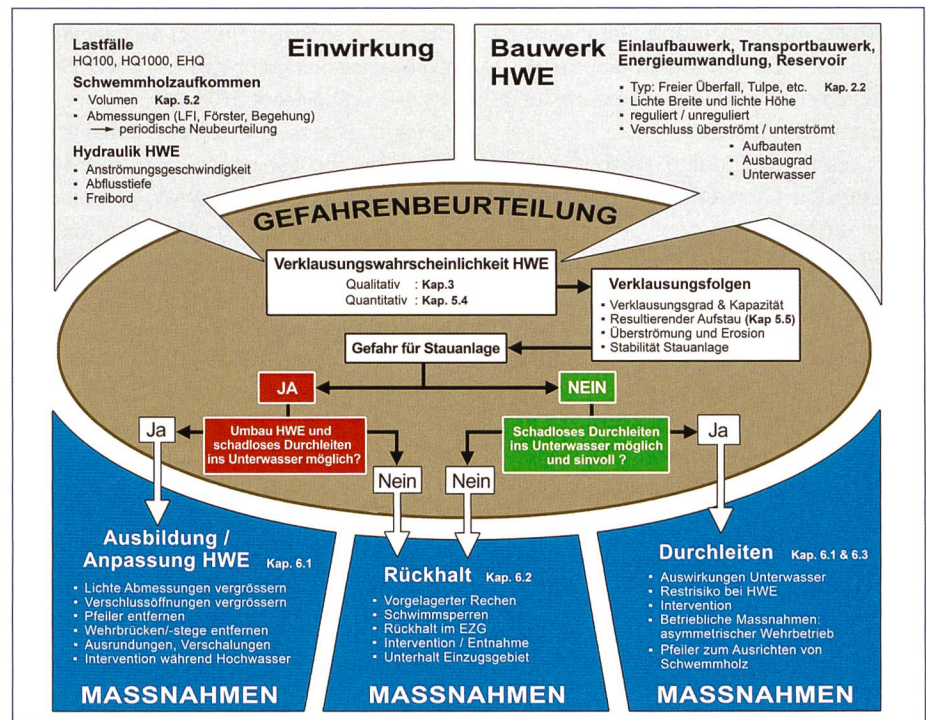 Einwirkung
Lastfälle
HQ100, HQ1000, EHQ
Schwemmholzaufkommen
▪ Volumen Kap. 5.2
▪ Abmessungen (LFI, Förster, Begehung)
→ periodische Neubeurteilung
Hydraulik HWE
▪ Anströmungsgeschwindigkeit
▪ Abflusstiefe
▪ Freibord
Bauwerk
HWE
Einlaufbauwerk, Transportbauwerk,
Energieumwandlung, Reservoir
▪ Typ: Freier Überfall, Tulpe, etc. Kap. 2.2
▪ Lichte Breite und lichte Höhe
▪ reguliert / unreguliert
▪ Verschluss überströmt / unterströmt
▪ Aufbauten
▪ Ausbaugrad
▪ Unterwasser
GEFAHRENBEURTEILUNG
Verklausungswahrscheinlichkeit HWE
Qualitativ : Kap.3
Quantitativ : Kap. 5.4
Verklausungsfolgen
▪ Verklausungsgrad & Kapazität
▪ Resultierender Aufstau (Kap 5.5)
▪ Überströmung und Erosion
▪ Stabilität Stauanlage
Gefahr für Stauanlage
JA
NEIN
Ja
Umbau HWE und
schadloses Durchleiten
ins Unterwasser möglich?
Nein
Nein
Schadloses Durchleiten
ins Unterwasser möglich
und sinvoll ?
Ja
Ausbildung /
Anpassung HWE Kap. 6.1
▪ Lichte Abmessungen vergrössern
▪ Verschlussöffnungen vergrössern
▪ Pfeiler entfernen
▪ Wehrbrücken/-stege entfernen
▪ Ausrundungen, Verschalungen
▪ Intervention während Hochwasser
MASSNAHMEN
Rückhalt Kap. 6.2
▪ Vorgelagerter Rechen
▪ Schwimmsperren
▪ Rückhalt im EZG
▪ Intervention / Entnahme
▪ Unterhalt Einzugsgebiet
MASSNAHMEN
Durchleiten Kap. 6.1 & 6.3
▪ Auswirkungen Unterwasser
▪ Restrisiko bei HWE
▪ Intervention
▪ Betriebliche Massnahmen:
asymmetrischer Wehrbetrieb
▪ Pfeiler zum Ausrichten von
Schwemmholz
MASSNAHMEN